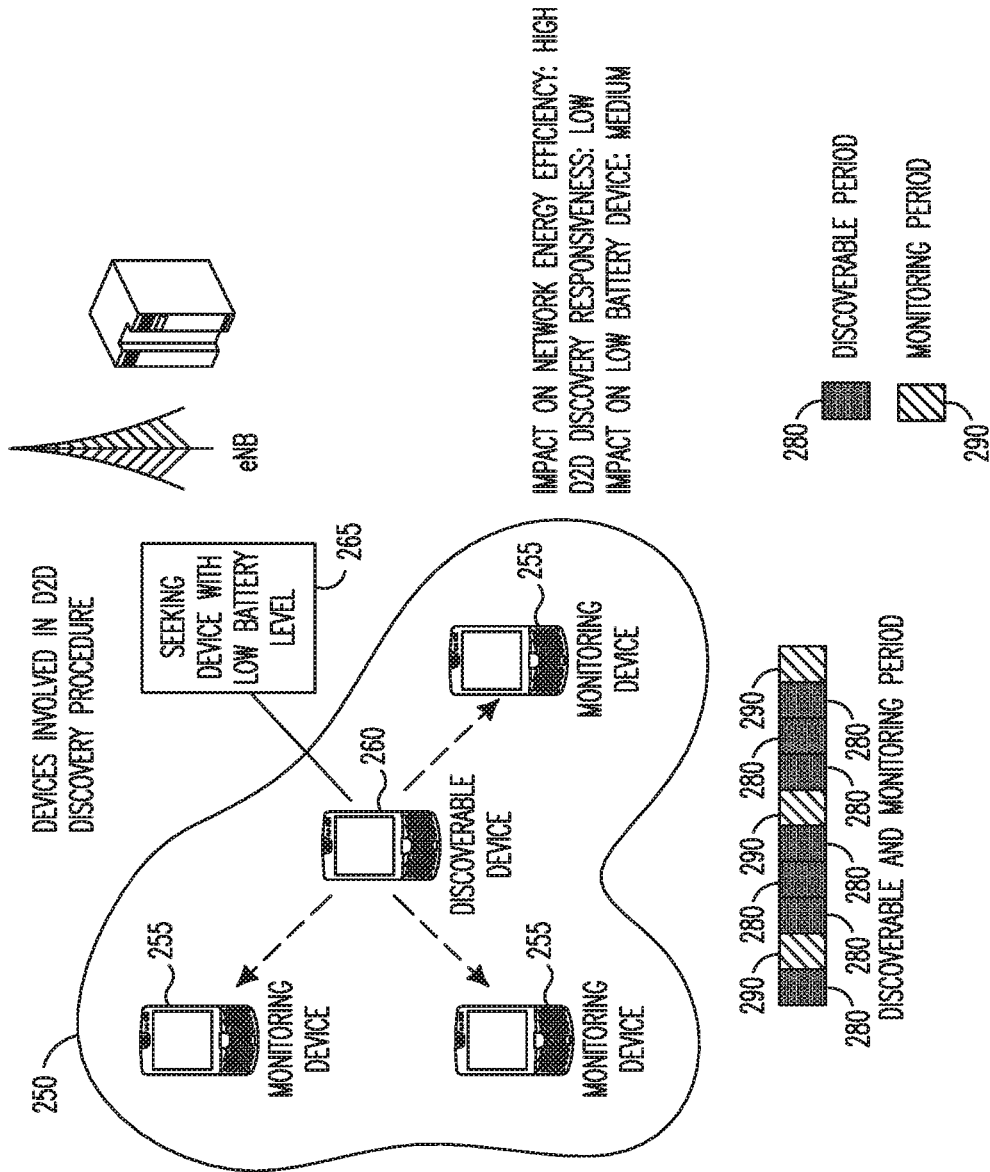 250
DEVICES INVOLVED IN D2D
DISCOVERY PROCEDURE
SEEKING
DEVICE WITH
LOW BATTERY
LEVEL
265
eNB
255
MONITORING
DEVICE
260
DISCOVERABLE
DEVICE
255
MONITORING
DEVICE
255
MONITORING
DEVICE
IMPACT ON NETWORK ENERGY EFFICIENCY: HIGH
D2D DISCOVERY RESPONSIVENESS: LOW
IMPACT ON LOW BATTERY DEVICE: MEDIUM
290 280 290 280 290
280 280 280 280 280
DISCOVERABLE AND MONITORING PERIOD
280
DISCOVERABLE PERIOD
MONITORING PERIOD
290